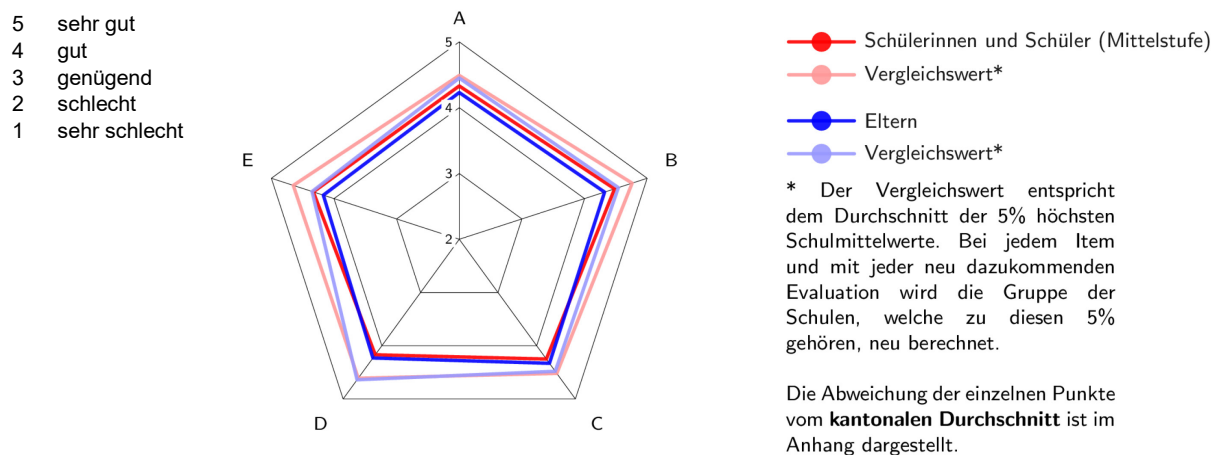 5 sehr gut
4 gut
3 genügend
2 schlecht
1 sehr schlecht
A
5
4
3
2
B
C
D
E
Schülerinnen und Schüler (Mittelstufe)
Vergleichswert*
Eltern
Vergleichswert*
* Der Vergleichswert entspricht
dem Durchschnitt der 5% höchsten
Schulmittelwerte. Bei jedem Item
und mit jeder neu dazukommenden
Evaluation wird die Gruppe der
Schulen, welche zu diesen 5%
gehören, neu berechnet.
Die Abweichung der einzelnen Punkte
vom kantonalen Durchschnitt ist im
Anhang dargestellt.